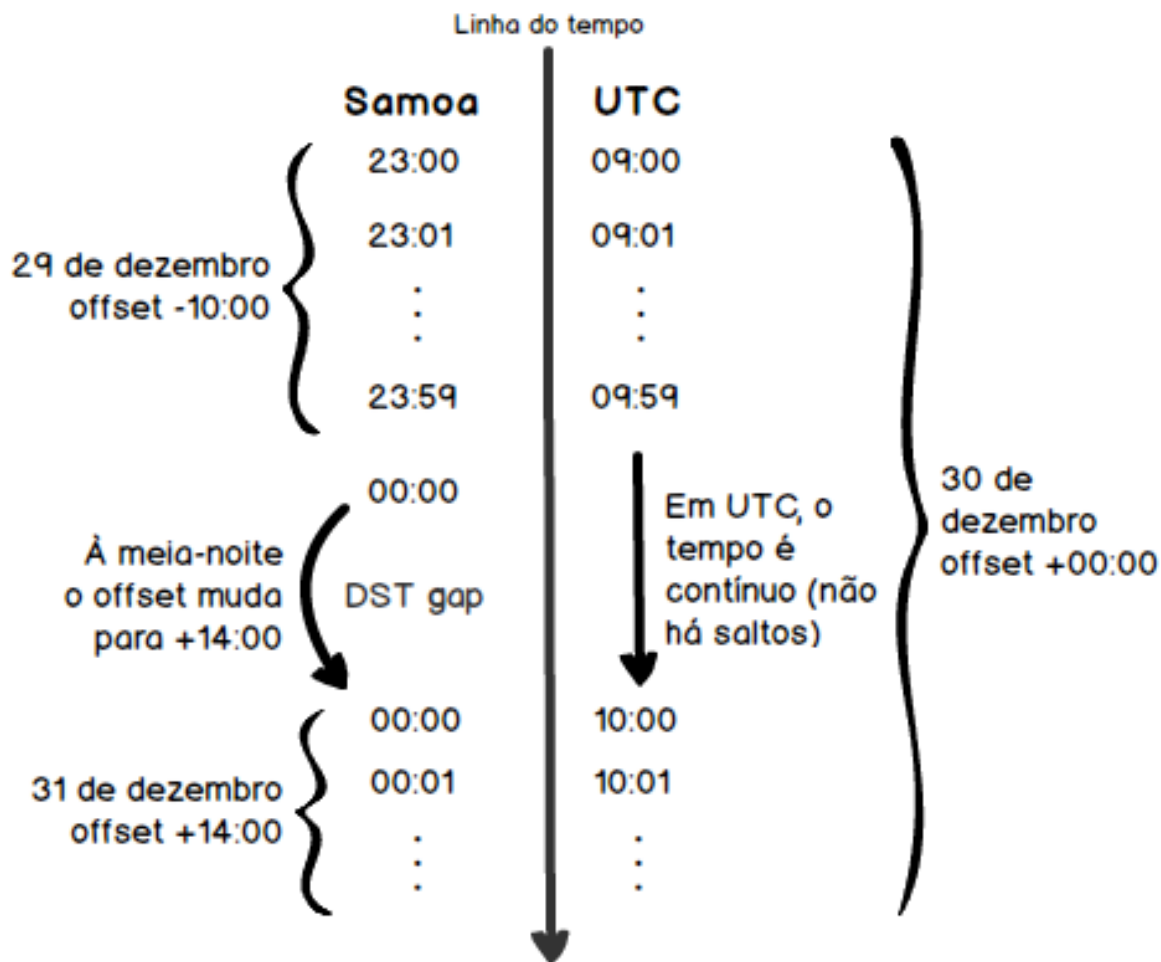 Linha do tempo
Samoa UTC
23:00 09:00
23:01 09:01
29 de dezembro
offset -10:00
23:59 09:59
00:00
À meia-noite
o offset muda
para +14:00
DST gap
Em UTC, o
tempo é
contínuo (não
há saltos)
30 de
dezembro
offset +00:00
00:00 10:00
00:01 10:01
31 de dezembro
offset +14:00